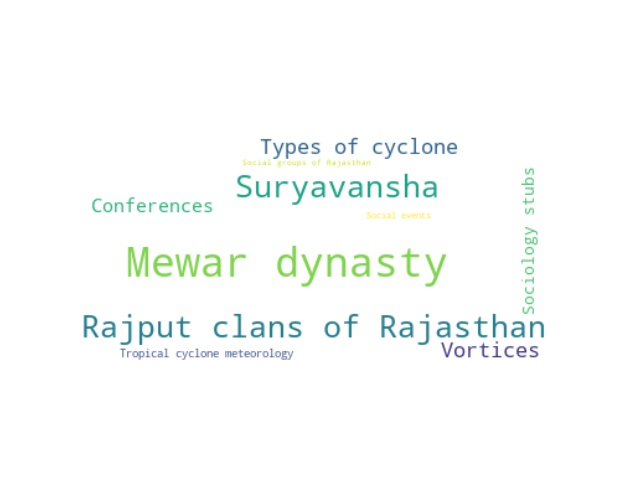 Types of cyclone
Social groups of Rajasthan
Suryavansha
Conferences
Social events
Sociology stubs
Mewar dynasty
Rajput clans of Rajasthan
Vortices
Tropical cyclone meteorology